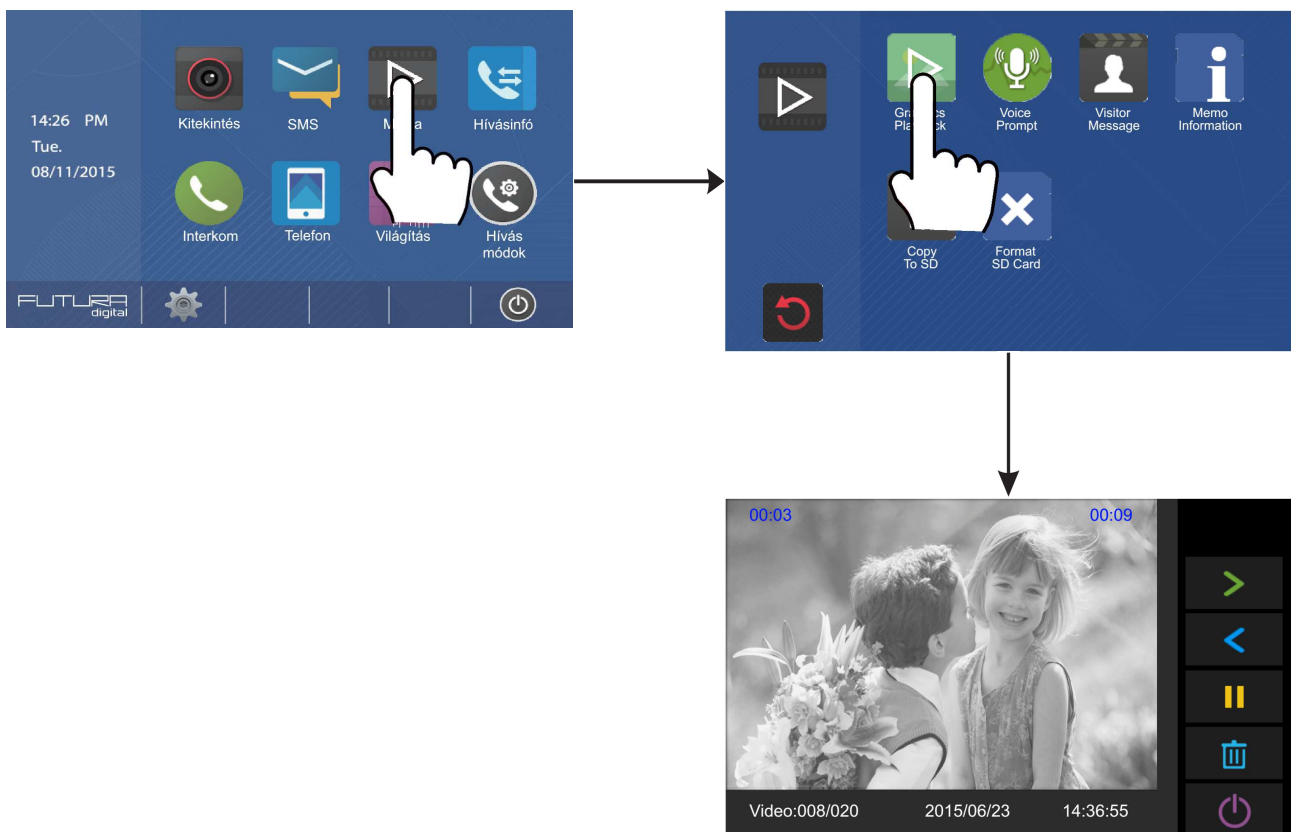 14:26 PM
Tue.
08/11/2015
Kitekintés
SMS
Hívásinfó
Interkom
Telefon
Világítás
Hívás
módok
FUTURA
digital
Voice
Prompt
Visitor
Message
Memo
Information
Copy
To SD
Format
SD Card
00:03
00:09
Video:008/020
2015/06/23
14:36:55